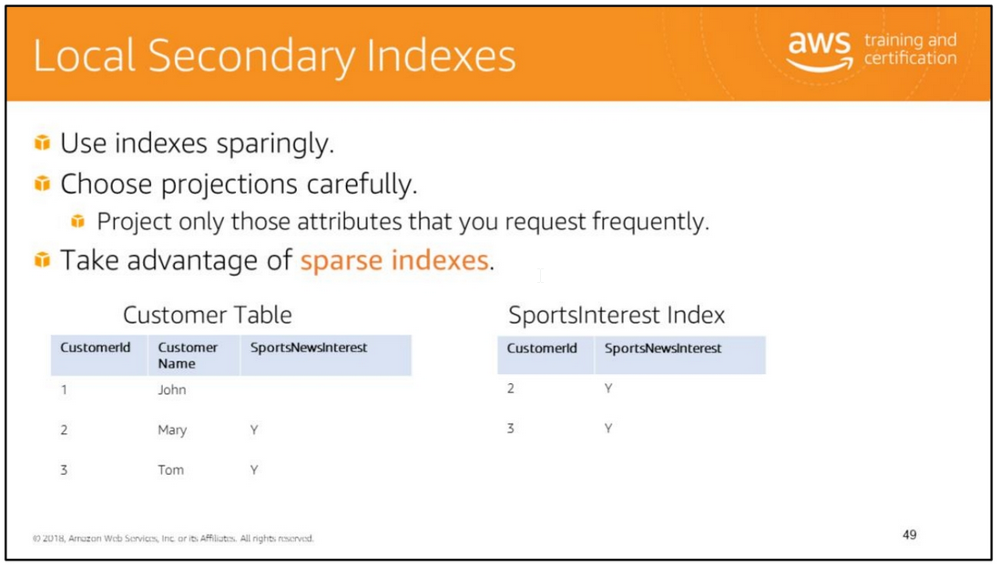 Local Secondary Indexes
aws training and
certification
Use indexes sparingly.
Choose projections carefully.
Project only those attributes that you request frequently.
Take advantage of sparse indexes.
Customer Table
CustomerId Customer Name SportsNewsInterest
1 John
2 Mary Y
3 Tom Y
SportsInterest Index
CustomerId SportsNewsInterest
2 Y
3 Y
© 2018, Amazon Web Services, Inc. or its Affiliates. All rights reserved.
49